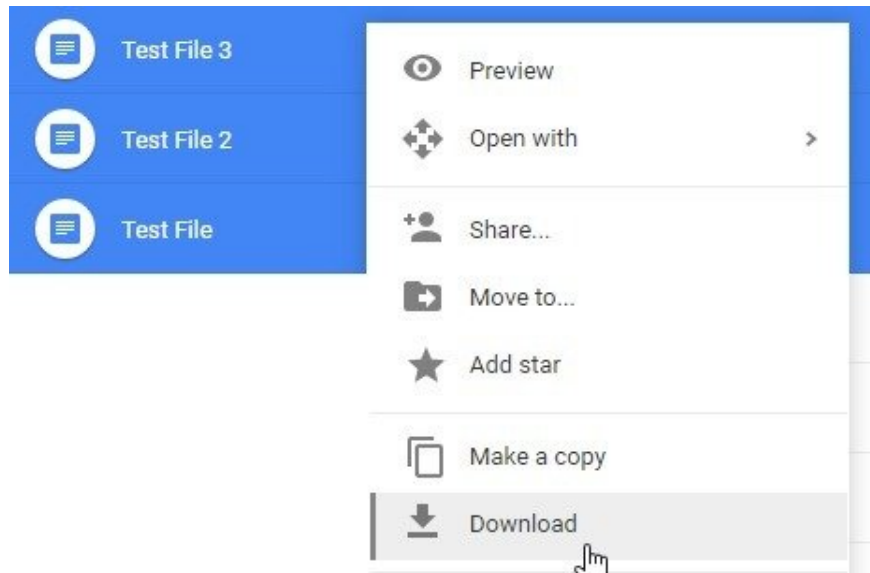 Test File 3
Test File 2
Test File
Preview
Open with
Share...
Move to...
Add star
Make a copy
Download